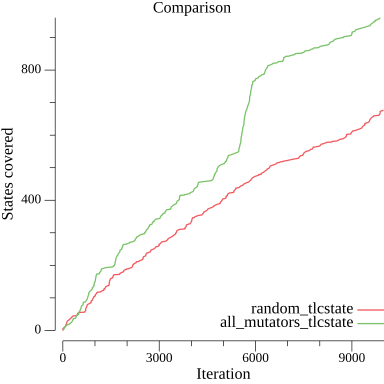 Comparison
States covered
800
400
0
random_tlcstate
all_mutators_tlcstate
0
3000
6000
9000
Iteration